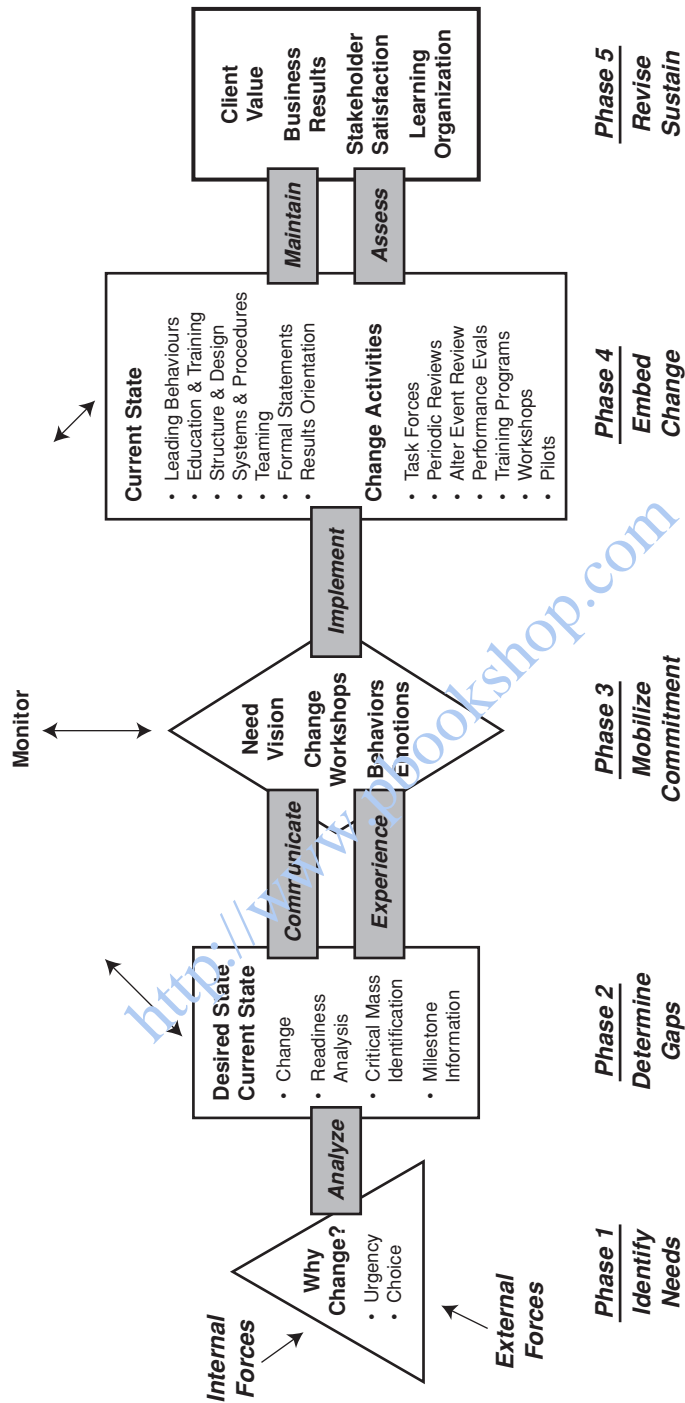 Monitor
Internal
Forces
External
Forces
Why
Change?
• Urgency
• Choice
Analyze
Desired State
Current State
• Change
• Readiness
Analysis
• Critical Mass
Identification
• Milestone
Information
Communicate
Experience
Need
Vision
Change
Workshops
Behaviors
Emotions
Implement
Current State
• Leading Behaviours
• Education & Training
• Structure & Design
• Systems & Procedures
• Teaming
• Formal Statements
• Results Orientation
Change Activities
• Task Forces
• Periodic Reviews
• Alter Event Review
• Performance Evals
• Training Programs
• Workshops
• Pilots
Maintain
Assess
Client
Value
Business
Results
Stakeholder
Satisfaction
Learning
Organization
Phase 1
Identify
Needs
Phase 2
Determine
Gaps
Phase 3
Mobilize
Commitment
Phase 4
Embed
Change
Phase 5
Revise
Sustain
http://www.pbookshop.com